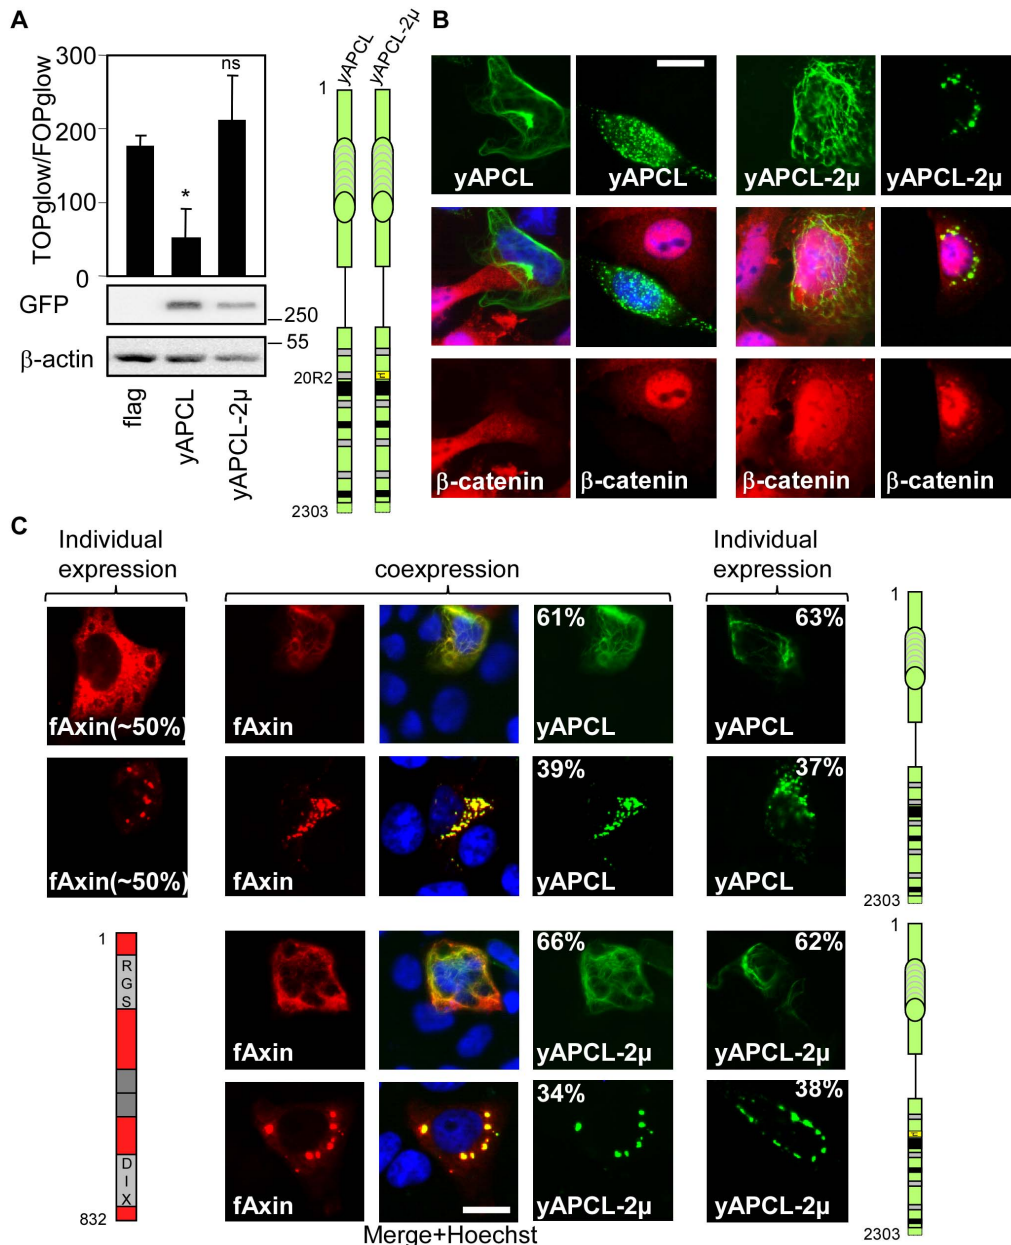 A
TOPglow/FOPglow
300
200
100
0
*
ns
GFP
250
55
β-actin
flag
yAPCL
yAPCL-2µ
yAPCL
yAPCL-2µ
1
20R2
µ
2303
B
yAPCL
yAPCL
yAPCL-2µ
yAPCL-2µ
β-catenin
β-catenin
β-catenin
β-catenin
C
Individual
expression
coexpression
Individual
expression
fAxin(~50%)
fAxin
61%
yAPCL
63%
yAPCL
fAxin(~50%)
fAxin
39%
yAPCL
37%
yAPCL
1
2303
1
RGS
DIX
832
fAxin
66%
yAPCL-2µ
62%
yAPCL-2µ
fAxin
34%
yAPCL-2µ
38%
yAPCL-2µ
Merge+Hoechst
1
µ
2303